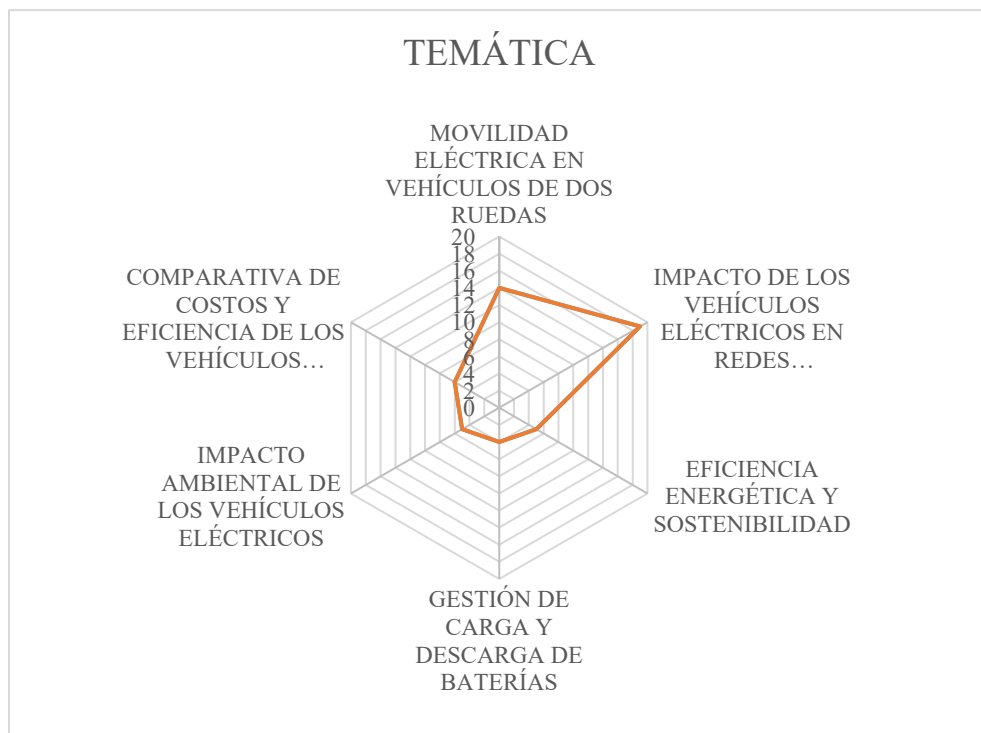 TEMÁTICA
MOVILIDAD
ELÉCTRICA EN
VEHÍCULOS DE DOS
RUEDAS
20
18
16
14
12
10
8
6
4
2
0
IMPACTO DE LOS
VEHÍCULOS
ELÉCTRICOS EN
REDES…
EFICIENCIA
ENERGÉTICA Y
SOSTENIBILIDAD
GESTIÓN DE
CARGA Y
DESCARGA DE
BATERÍAS
IMPACTO
AMBIENTAL DE
LOS VEHÍCULOS
ELÉCTRICOS
COMPARATIVA DE
COSTOS Y
EFICIENCIA DE LOS
VEHÍCULOS…